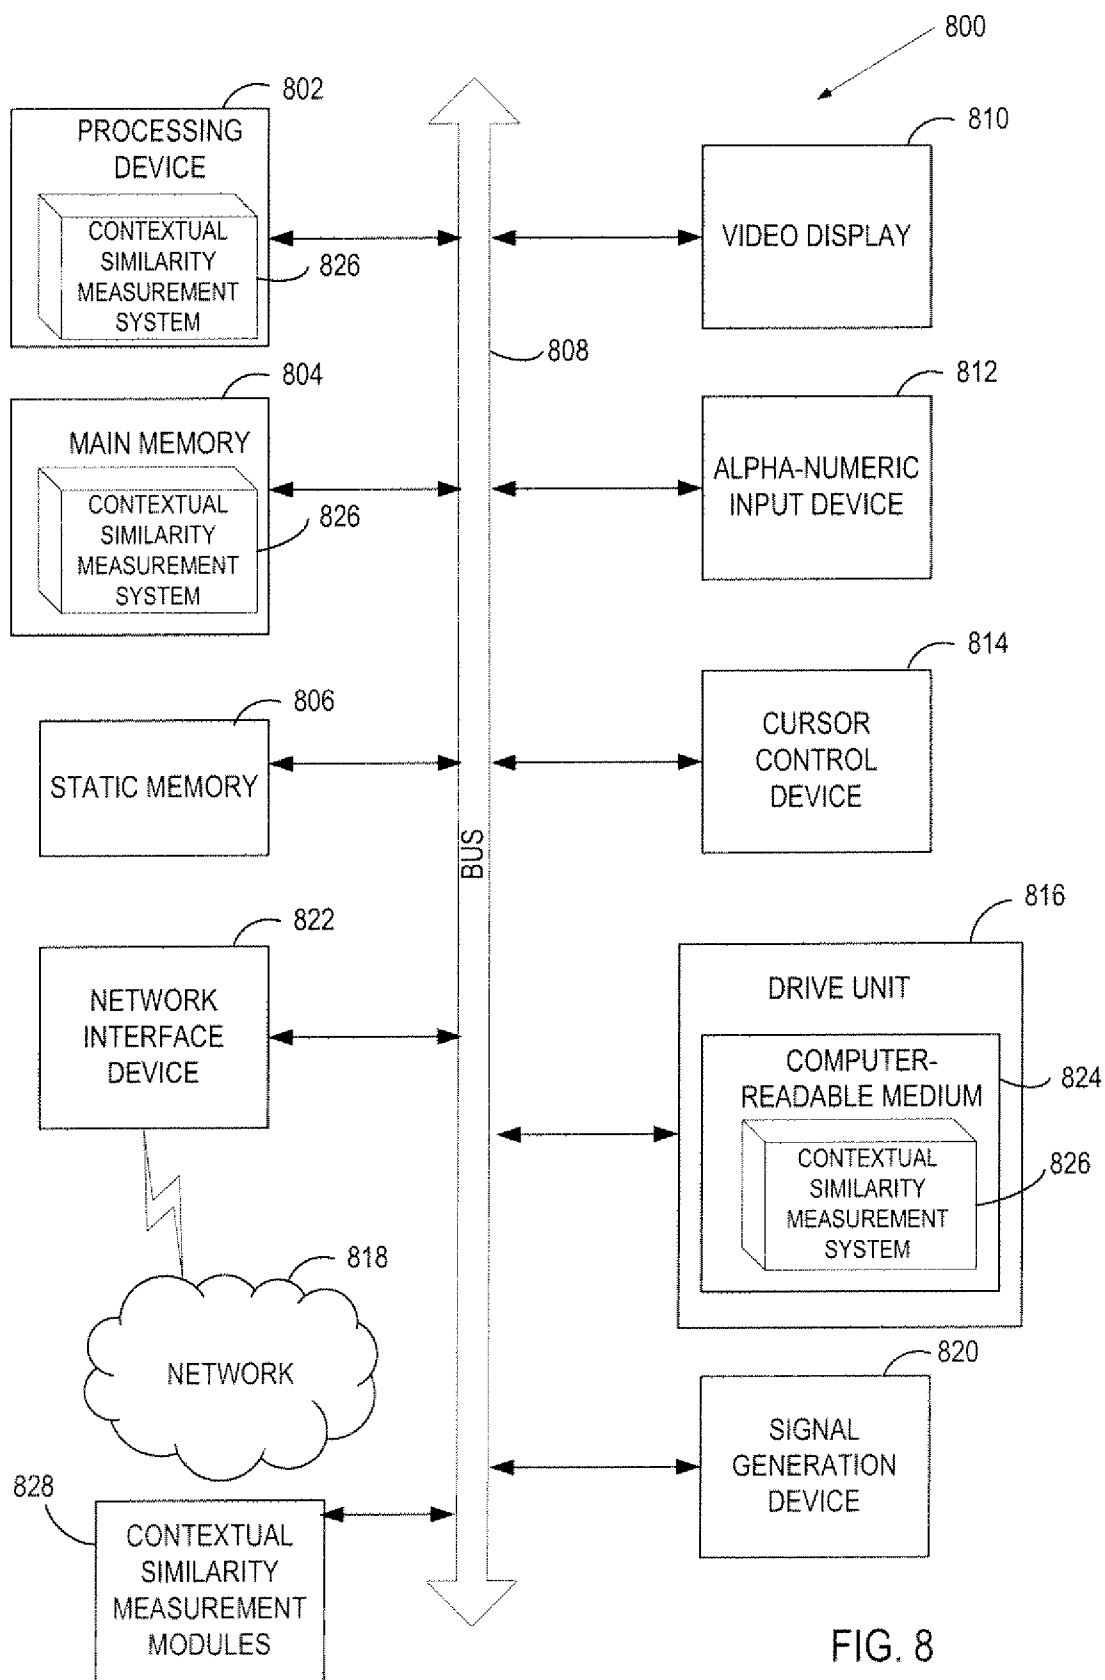 800
802
PROCESSING
DEVICE
CONTEXTUAL
SIMILARITY
MEASUREMENT
SYSTEM
826
810
VIDEO DISPLAY
808
804
MAIN MEMORY
CONTEXTUAL
SIMILARITY
MEASUREMENT
SYSTEM
826
812
ALPHA-NUMERIC
INPUT DEVICE
806
STATIC MEMORY
814
CURSOR
CONTROL
DEVICE
BUS
822
NETWORK
INTERFACE
DEVICE
816
DRIVE UNIT
COMPUTER-
READABLE MEDIUM
824
CONTEXTUAL
SIMILARITY
MEASUREMENT
SYSTEM
826
818
NETWORK
820
SIGNAL
GENERATION
DEVICE
828
CONTEXTUAL
SIMILARITY
MEASUREMENT
MODULES
FIG. 8